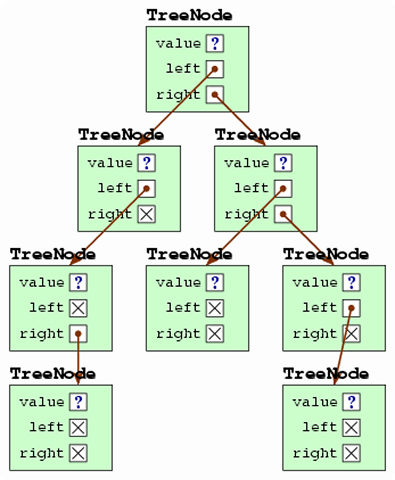 TreeNode
value ?
left
right
TreeNode TreeNode
value ? value ?
left left
right right
TreeNode TreeNode TreeNode
value ? value ? value ?
left left left
right right right
TreeNode TreeNode
value ? value ?
left left
right right